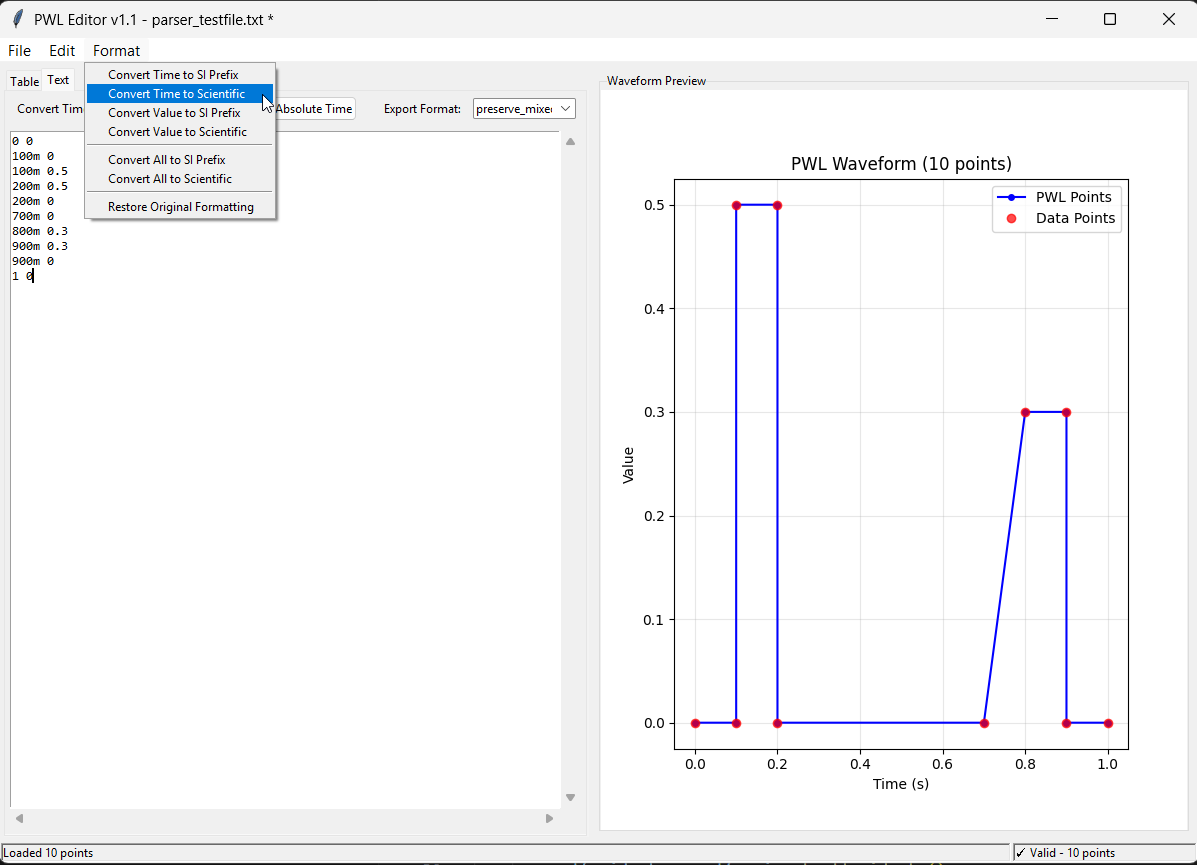 PWL Editor v1.1 - parser_testfile.txt *
File Edit Format
Table Text
Convert Time to SI Prefix
Convert Time to Scientific
Convert Value to SI Prefix
Convert Value to Scientific
Convert All to SI Prefix
Convert All to Scientific
Restore Original Formatting
Convert Absolute Time Export Format:
0 0
100m 0
100m 0.5
200m 0.5
200m 0
700m 0
800m 0.3
900m 0.3
900m 0
1 0
Waveform Preview
PWL Waveform (10 points)
PWL Points
Data Points
0.5
0.4
0.3
0.2
0.1
0.0
Value
0.0 0.2 0.4 0.6 0.8 1.0
Time (s)
Loaded 10 points
✓ Valid - 10 points